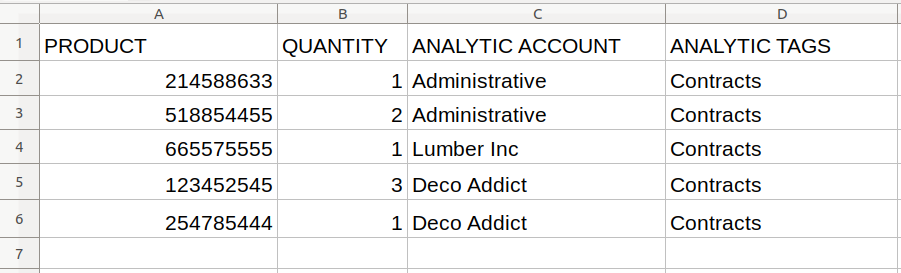 A B C D
1 PRODUCT QUANTITY ANALYTIC ACCOUNT ANALYTIC TAGS
2 214588633 1 Administrative Contracts
3 518854455 2 Administrative Contracts
4 665575555 1 Lumber Inc Contracts
5 123452545 3 Deco Addict Contracts
6 254785444 1 Deco Addict Contracts
7